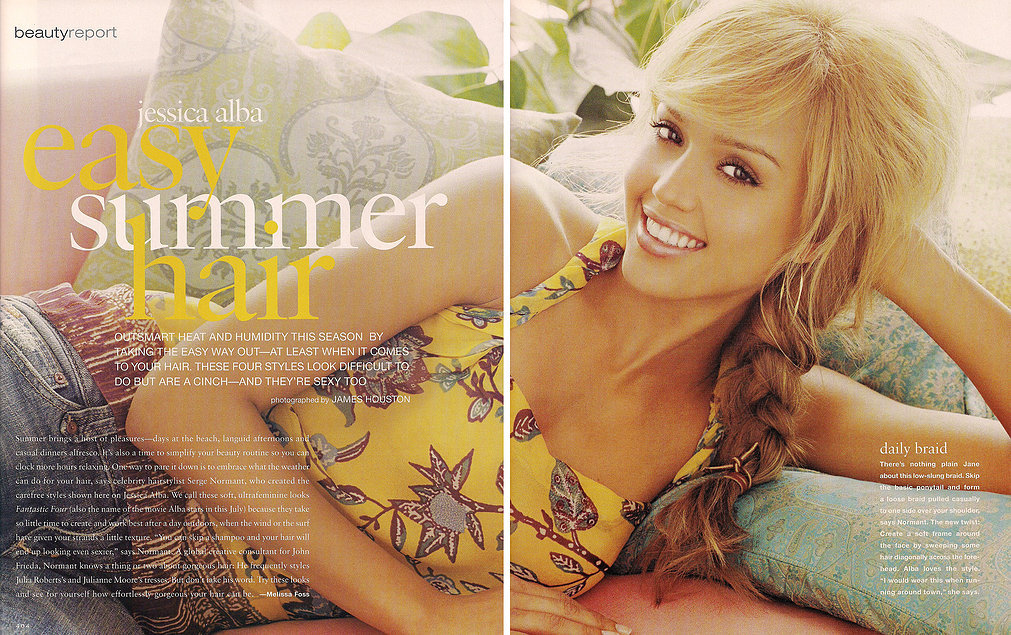 beautyreport
jessica alba
easy
summer
hair
OUTSMART HEAT AND HUMIDITY THIS SEASON BY
TAKING THE EASY WAY OUT—AT LEAST WHEN IT COMES
TO YOUR HAIR. THESE FOUR STYLES LOOK DIFFICULT TO
DO BUT ARE A CINCH—AND THEY'RE SEXY TOO
photographed by JAMES HOUSTON
Summer brings a host of pleasures—days at the beach, languid afternoons and
casual dinners alfresco. It's also a time to simplify your beauty routine so you can
clock more hours relaxing. One way to pare it down is to embrace what the weather
can do for your hair, says celebrity hairstylist Serge Normant, who created the
carefree styles shown here on Jessica Alba. We call these soft, ultrafeminine looks
Fantastic Four (also the name of the movie Alba stars in this July) because they take
so little time to create and work best after a day outdoors, when the wind or the surf
have given your strands a little texture. "You can skip a shampoo and your hair will
end up looking even sexier," says Normant. A global creative consultant for John
Frieda, Normant knows a thing or two about gorgeous hair: He frequently styles
Julia Roberts's and Julianne Moore's tresses. But don't take his word. Try these looks
and see for yourself how effortlessly gorgeous your hair can be. —Melissa Foss
404
daily braid
There's nothing plain Jane
about this low-slung braid. Skip
the basic ponytail and form
a loose braid pulled casually
to one side over your shoulder,
says Normant. The new twist:
Create a soft frame around
the face by sweeping some
hair diagonally across the fore-
head. Alba loves the style.
"I would wear this when run-
ning around town," she says.